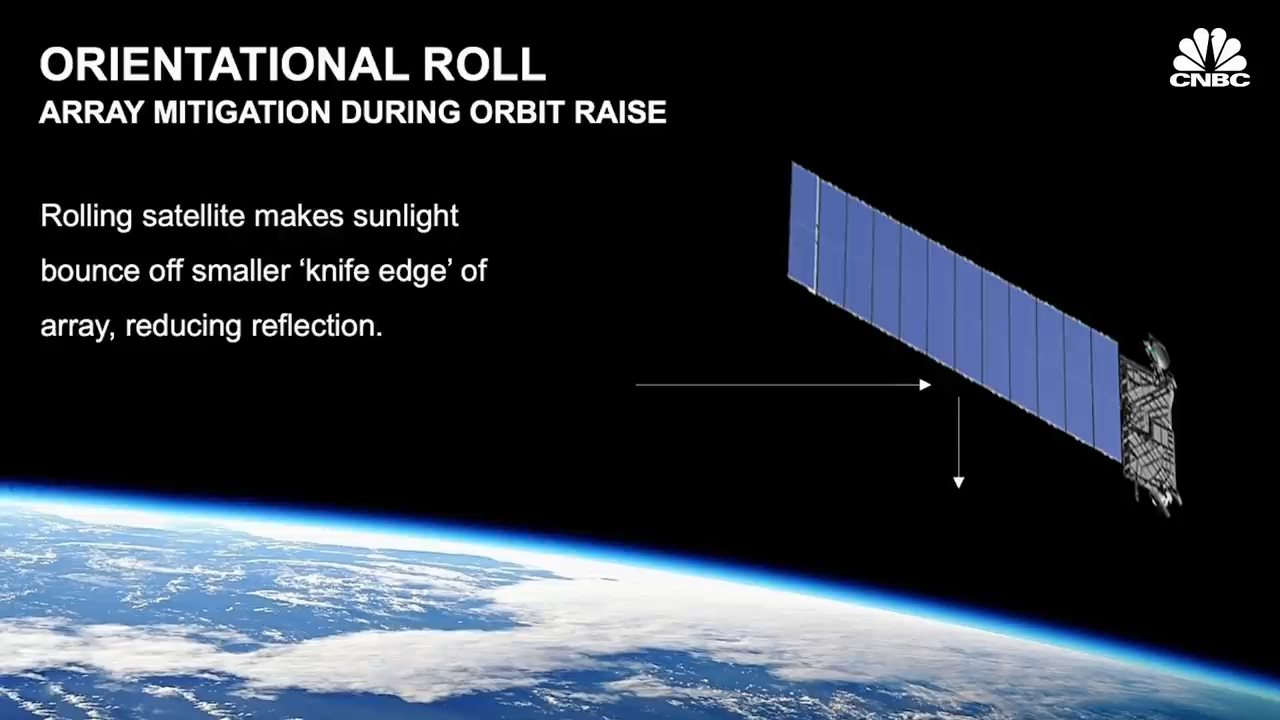 ORIENTATIONAL ROLL
ARRAY MITIGATION DURING ORBIT RAISE
CNBC
Rolling satellite makes sunlight
bounce off smaller ‘knife edge’ of
array, reducing reflection.